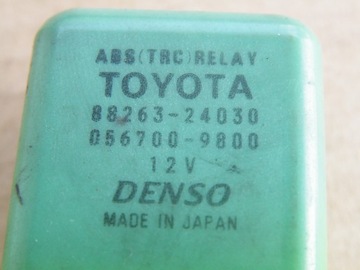 ABS(TRC)RELAY
TOYOTA
88263-24030
056700-9800
12V
DENSO
MADE IN JAPAN